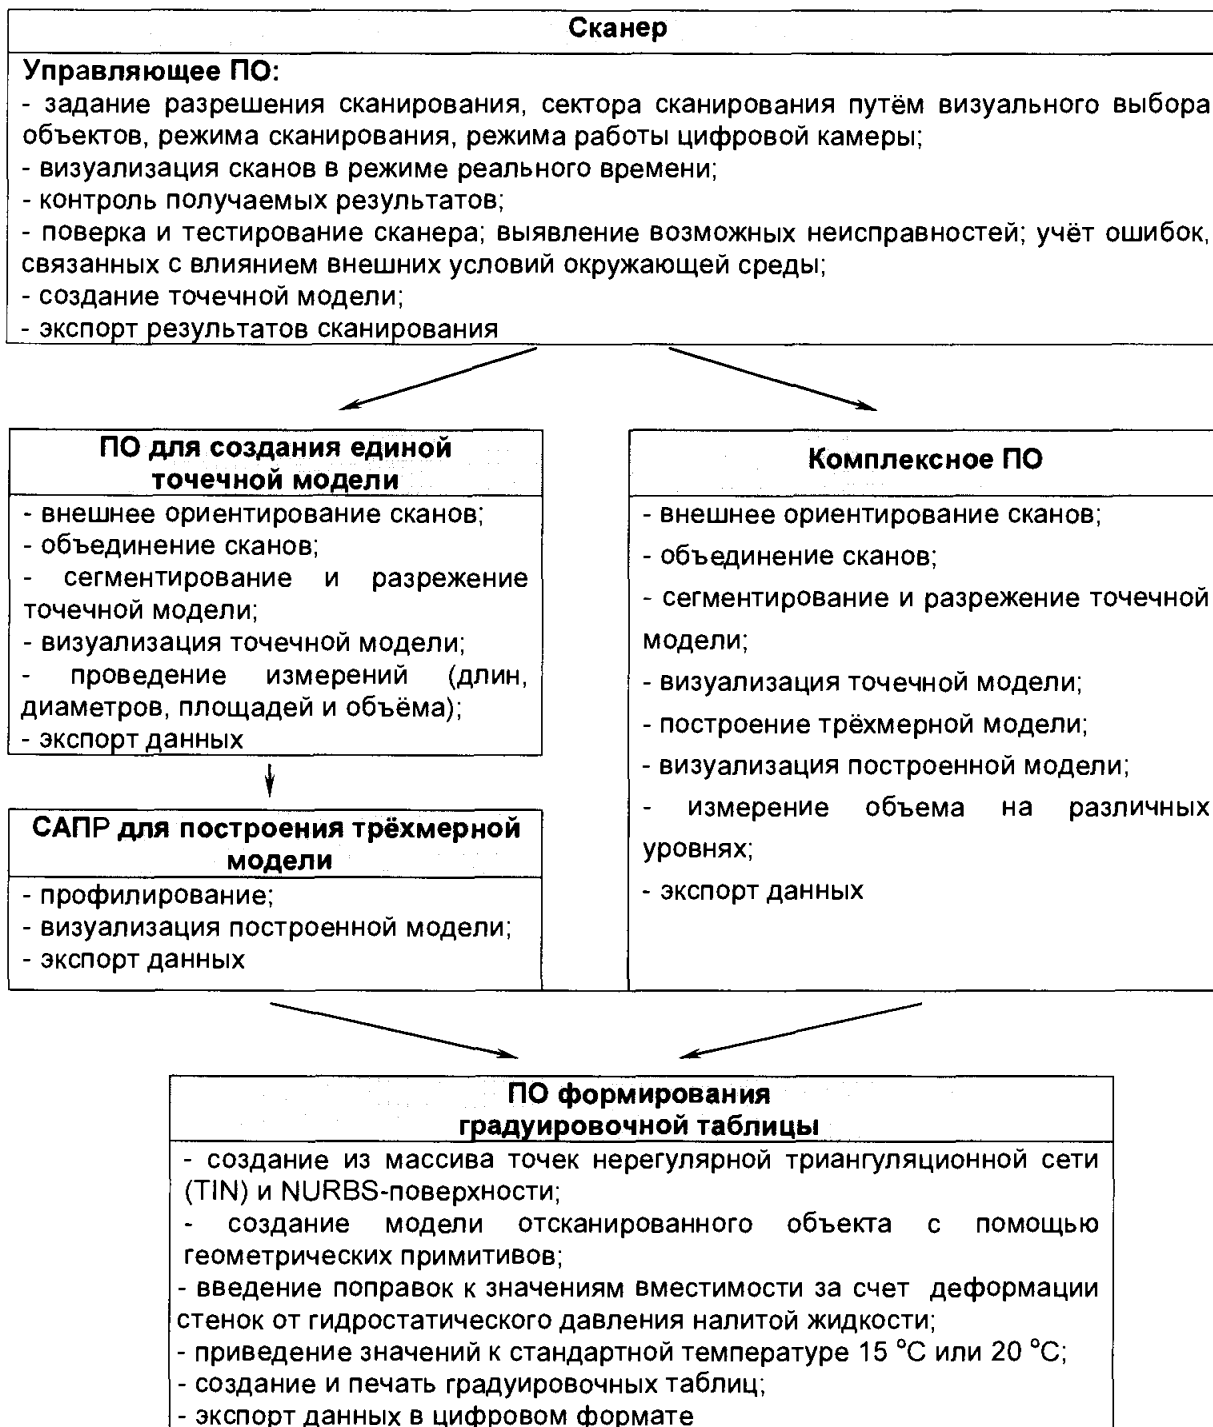 Сканер
Управляющее ПО:
- задание разрешения сканирования, сектора сканирования путём визуального выбора
объектов, режима сканирования, режима работы цифровой камеры;
- визуализация сканов в режиме реального времени;
- контроль получаемых результатов;
- поверка и тестирование сканера; выявление возможных неисправностей; учёт ошибок,
связанных с влиянием внешних условий окружающей среды;
- создание точечной модели;
- экспорт результатов сканирования
ПО для создания единой
точечной модели
- внешнее ориентирование сканов;
- объединение сканов;
- сегментирование и разрежение
точечной модели;
- визуализация точечной модели;
- проведение измерений (длин,
диаметров, площадей и объёма);
- экспорт данных
САПР для построения трёхмерной
модели
- профилирование;
- визуализация построенной модели;
- экспорт данных
Комплексное ПО
- внешнее ориентирование сканов;
- объединение сканов;
- сегментирование и разрежение точечной
модели;
- визуализация точечной модели;
- построение трёхмерной модели;
- визуализация построенной модели;
- измерение объема на различных
уровнях;
- экспорт данных
ПО формирования
градуировочной таблицы
- создание из массива точек нерегулярной триангуляционной сети
(TIN) и NURBS-поверхности;
- создание модели отсканированного объекта с помощью
геометрических примитивов;
- введение поправок к значениям вместимости за счет деформации
стенок от гидростатического давления налитой жидкости;
- приведение значений к стандартной температуре 15 °С или 20 °С;
- создание и печать градуировочных таблиц;
- экспорт данных в цифровом формате